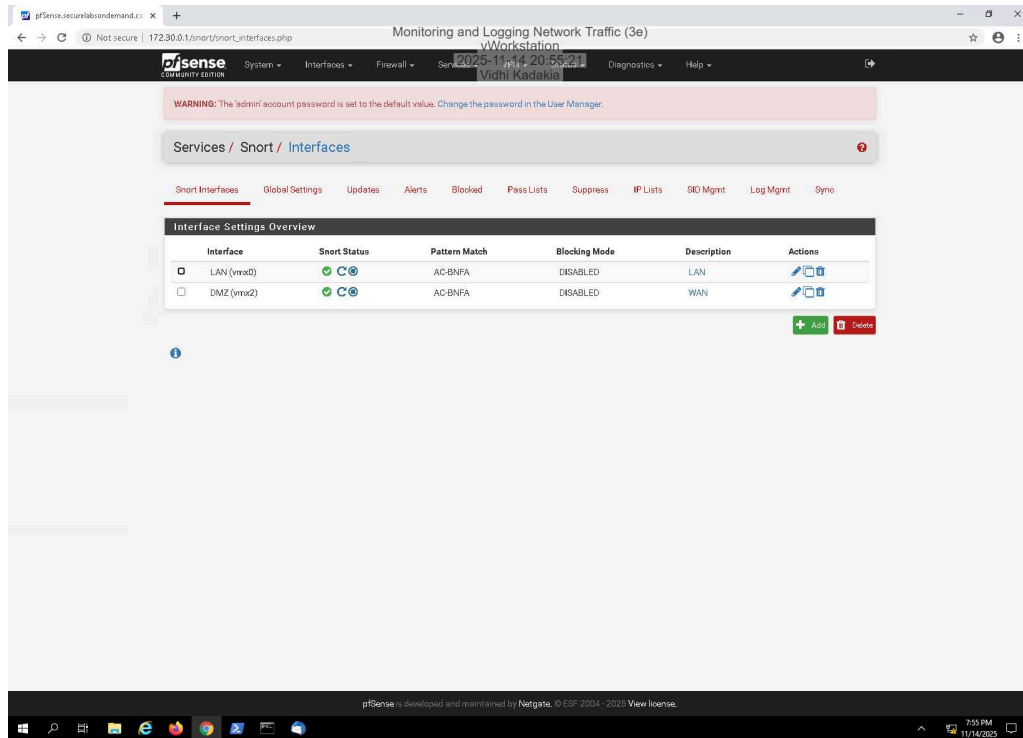 pfSense.securelabsondemand.co
Not secure | 172.30.0.1/snort/snort_interfaces.php
Monitoring and Logging Network Traffic (3e)
vWorkstation
2025-11-14 20:55:21
Vidhi Kadakia
pfsense
COMMUNITY EDITION
System Interfaces Firewall Services VPN Status Diagnostics Help
WARNING: The 'admin' account password is set to the default value. Change the password in the User Manager.
Services / Snort / Interfaces
Snort Interfaces Global Settings Updates Alerts Blocked Pass Lists Suppress IP Lists SID Mgmt Log Mgmt Sync
Interface Settings Overview
Interface Snort Status Pattern Match Blocking Mode Description Actions
LAN (vmx0) AC-BNFA DISABLED LAN
DMZ (vmx2) AC-BNFA DISABLED WAN
Add Delete
pfSense is developed and maintained by Netgate. © ESF 2004 - 2025 View license.
7:55 PM
11/14/2025